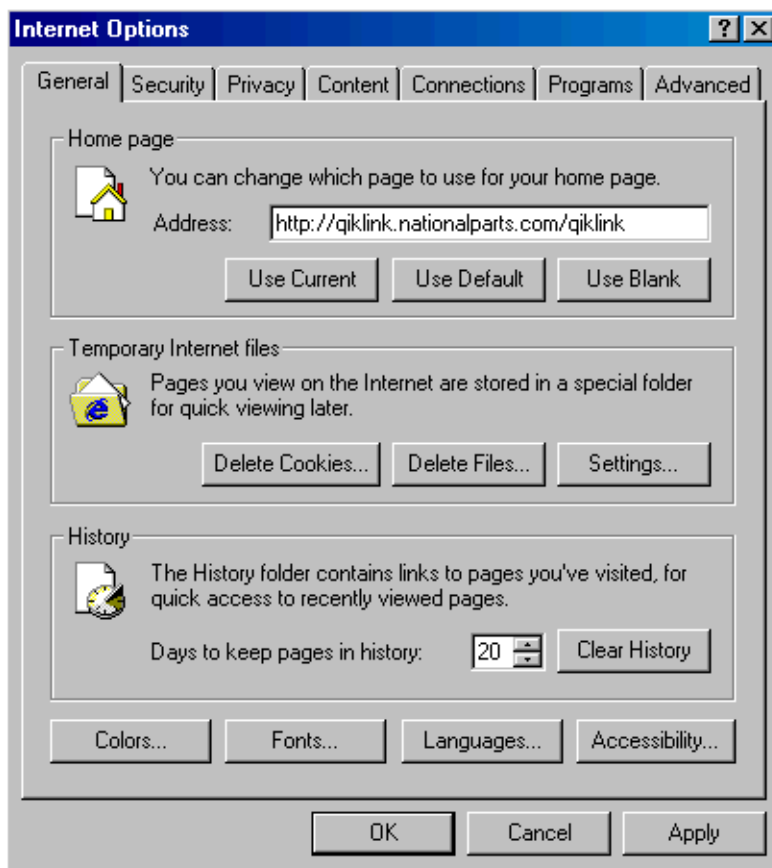 Internet Options
General Security Privacy Content Connections Programs Advanced
Home page
You can change which page to use for your home page.
Address: http://qiklink.nationalparts.com/qiklink
Use Current Use Default Use Blank
Temporary Internet files
Pages you view on the Internet are stored in a special folder
for quick viewing later.
Delete Cookies... Delete Files... Settings...
History
The History folder contains links to pages you've visited, for
quick access to recently viewed pages.
Days to keep pages in history: 20 Clear History
Colors... Fonts... Languages... Accessibility...
OK Cancel Apply